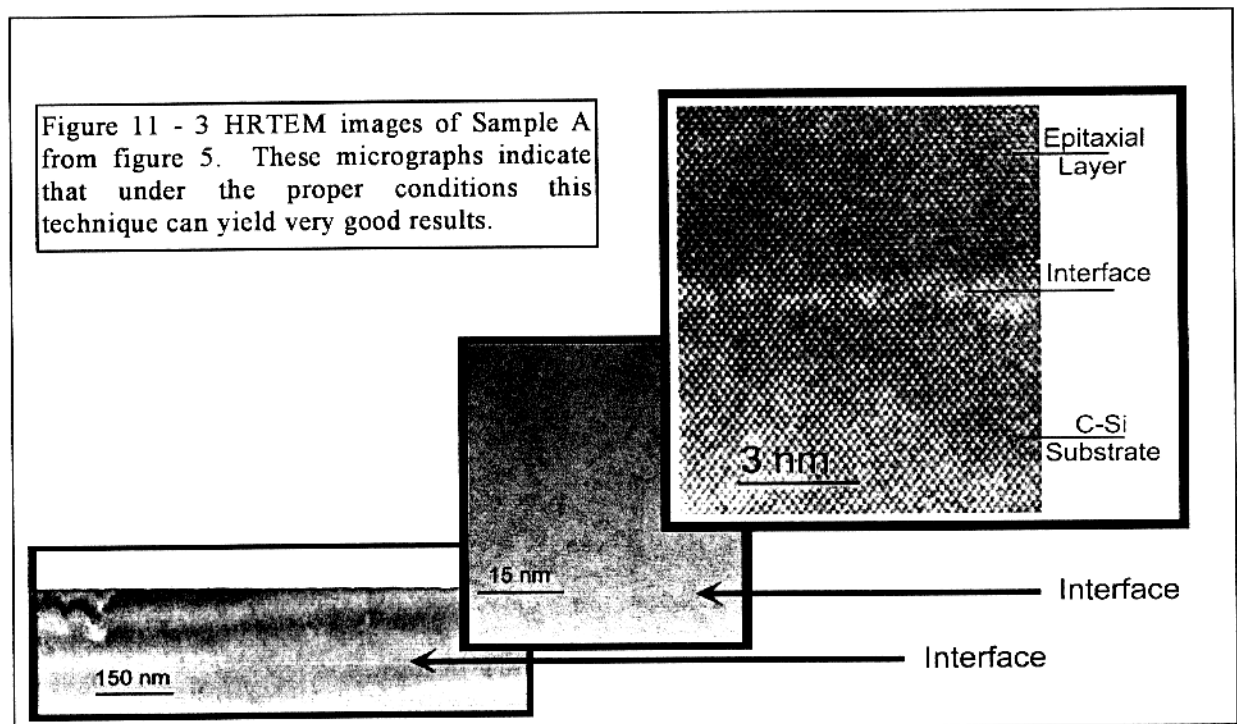 Figure 11 - 3 HRTEM images of Sample A
from figure 5. These micrographs indicate
that under the proper conditions this
technique can yield very good results.
Epitaxial
Layer
Interface
C-Si
Substrate
3 nm
15 nm
Interface
Interface
150 nm